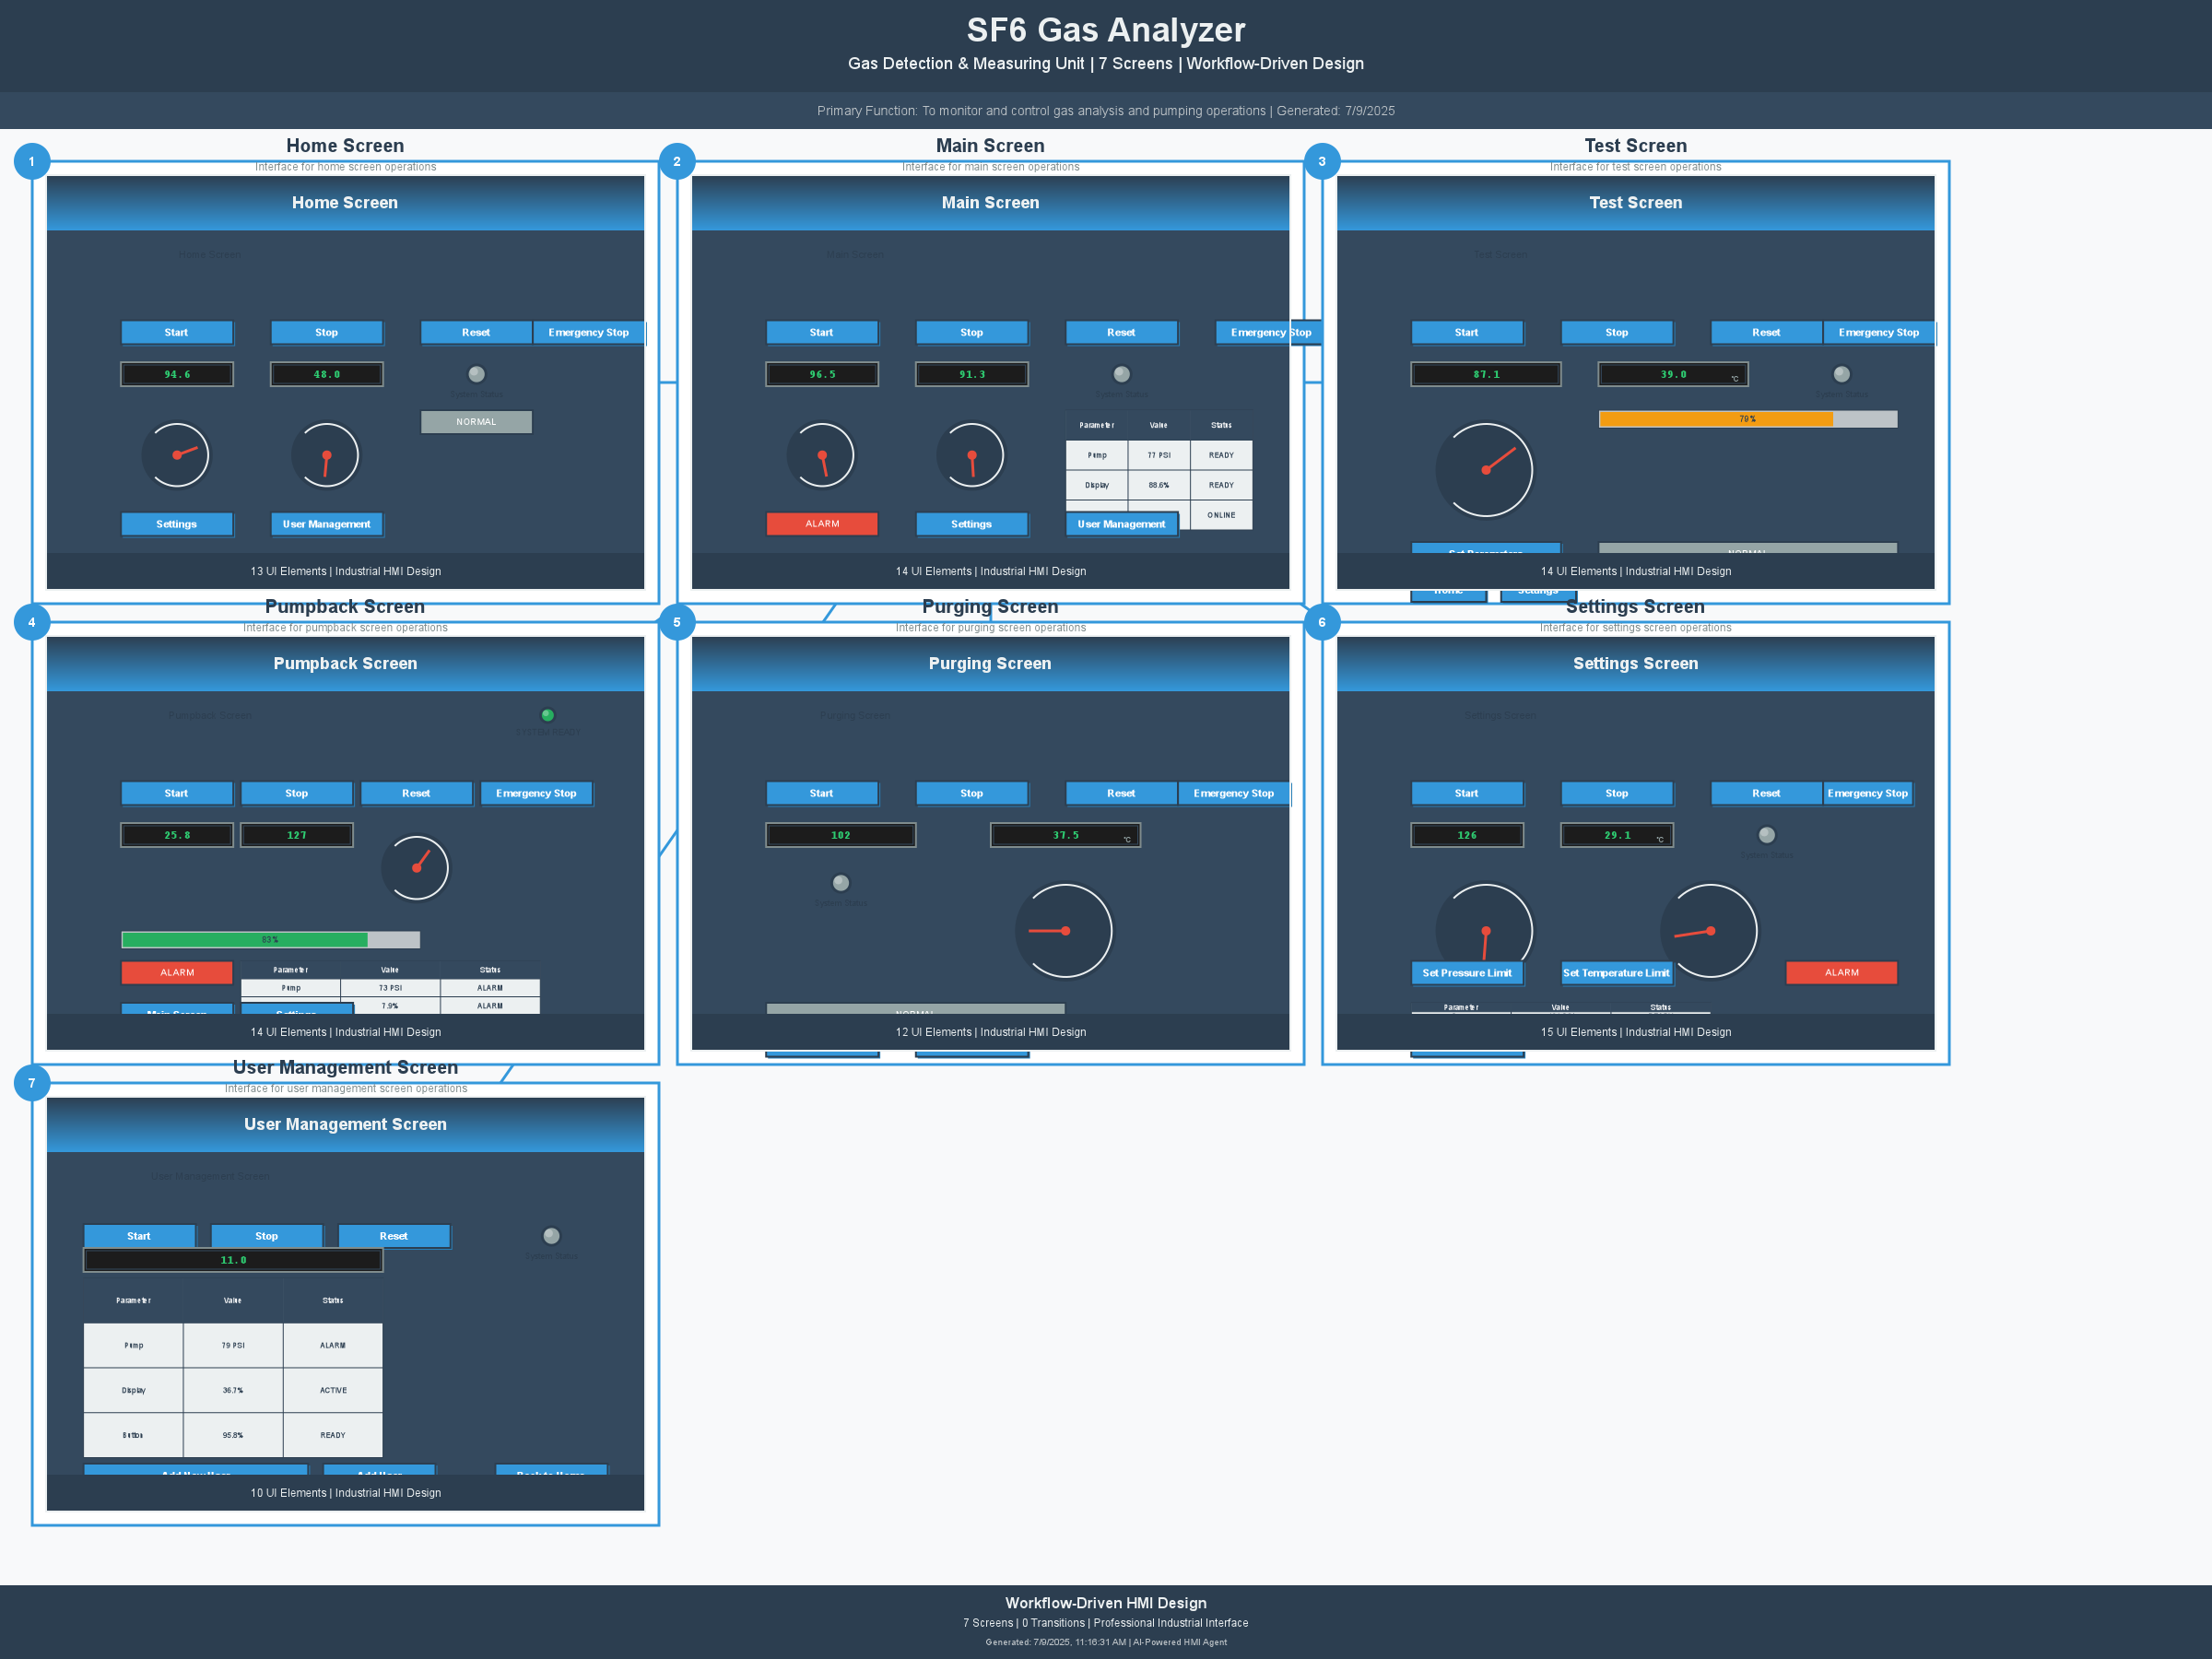 SF6 Gas Analyzer
Gas Detection & Measuring Unit | 7 Screens | Workflow-Driven Design
Primary Function: To monitor and control gas analysis and pumping operations | Generated: 7/9/2025
1
Home Screen
Interface for home screen operations
Home Screen
Home Screen
Start Stop Reset Emergency Stop
94.6 48.0
System Status
NORMAL
Settings User Management
13 UI Elements | Industrial HMI Design
2
Main Screen
Interface for main screen operations
Main Screen
Main Screen
Start Stop Reset Emergency Stop
96.5 91.3
System Status
Parameter Value Status
Pump 77 PSI READY
Display 88.6% READY
ONLINE
ALARM Settings User Management
14 UI Elements | Industrial HMI Design
3
Test Screen
Interface for test screen operations
Test Screen
Test Screen
Start Stop Reset Emergency Stop
87.1 39.0 °C
System Status
79%
Set Parameters NORMAL
14 UI Elements | Industrial HMI Design
Home Settings
4
Pumpback Screen
Interface for pumpback screen operations
Pumpback Screen
Pumpback Screen
READY
Start Stop Reset Emergency Stop
25.8 127
83%
ALARM
Parameter Value Status
Pump 73 PSI ALARM
7.9% ALARM
Main Screen Settings
14 UI Elements | Industrial HMI Design
5
Purging Screen
Interface for purging screen operations
Purging Screen
Purging Screen
Start Stop Reset Emergency Stop
102 37.5 °C
System Status
NORMAL
12 UI Elements | Industrial HMI Design
6
Settings Screen
Interface for settings screen operations
Settings Screen
Settings Screen
Start Stop Reset Emergency Stop
126 29.1 °C
System Status
Set Pressure Limit Set Temperature Limit ALARM
Parameter Value Status
15 UI Elements | Industrial HMI Design
7
User Management Screen
Interface for user management screen operations
User Management Screen
User Management Screen
Start Stop Reset
System Status
11.0
Parameter Value Status
Pump 79 PSI ALARM
Display 36.7% ACTIVE
Button 95.8% READY
Add New User Add User Back to Home
10 UI Elements | Industrial HMI Design
Workflow-Driven HMI Design
7 Screens | 0 Transitions | Professional Industrial Interface
Generated: 7/9/2025, 11:16:31 AM | AI-Powered HMI Agent